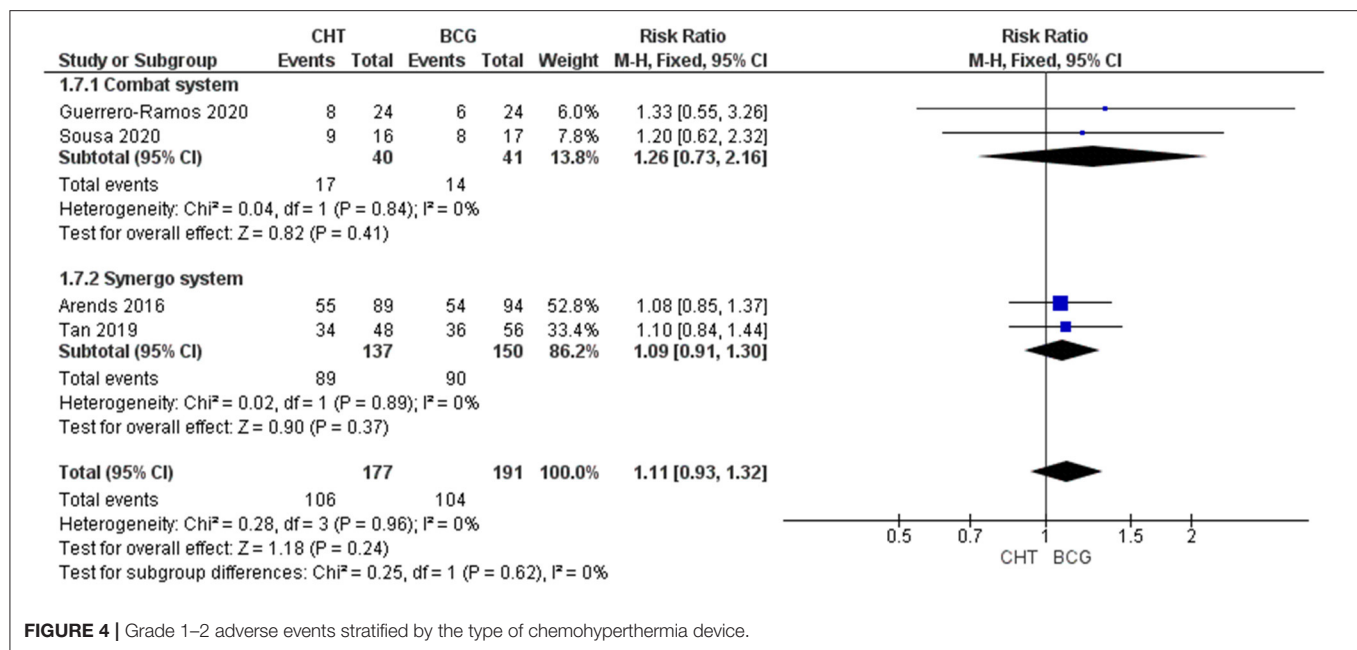 CHT BCG Risk Ratio Risk Ratio
Study or Subgroup Events Total Events Total Weight M-H, Fixed, 95% CI M-H, Fixed, 95% CI
1.7.1 Combat system
Guerrero-Ramos 2020 8 24 6 24 6.0% 1.33 [0.55, 3.26]
Sousa 2020 9 16 8 17 7.8% 1.20 [0.62, 2.32]
Subtotal (95% CI) 40 41 13.8% 1.26 [0.73, 2.16]
Total events 17 14
Heterogeneity: Chi² = 0.04, df = 1 (P = 0.84); I² = 0%
Test for overall effect: Z = 0.82 (P = 0.41)
1.7.2 Synergo system
Arends 2016 55 89 54 94 52.8% 1.08 [0.85, 1.37]
Tan 2019 34 48 36 56 33.4% 1.10 [0.84, 1.44]
Subtotal (95% CI) 137 150 86.2% 1.09 [0.91, 1.30]
Total events 89 90
Heterogeneity: Chi² = 0.02, df = 1 (P = 0.89); I² = 0%
Test for overall effect: Z = 0.90 (P = 0.37)
Total (95% CI) 177 191 100.0% 1.11 [0.93, 1.32]
Total events 106 104
Heterogeneity: Chi² = 0.28, df = 3 (P = 0.96); I² = 0%
Test for overall effect: Z = 1.18 (P = 0.24)
Test for subgroup differences: Chi² = 0.25, df = 1 (P = 0.62), I² = 0%
0.5 0.7 1 1.5 2
CHT BCG
FIGURE 4 | Grade 1–2 adverse events stratified by the type of chemohyperthermia device.